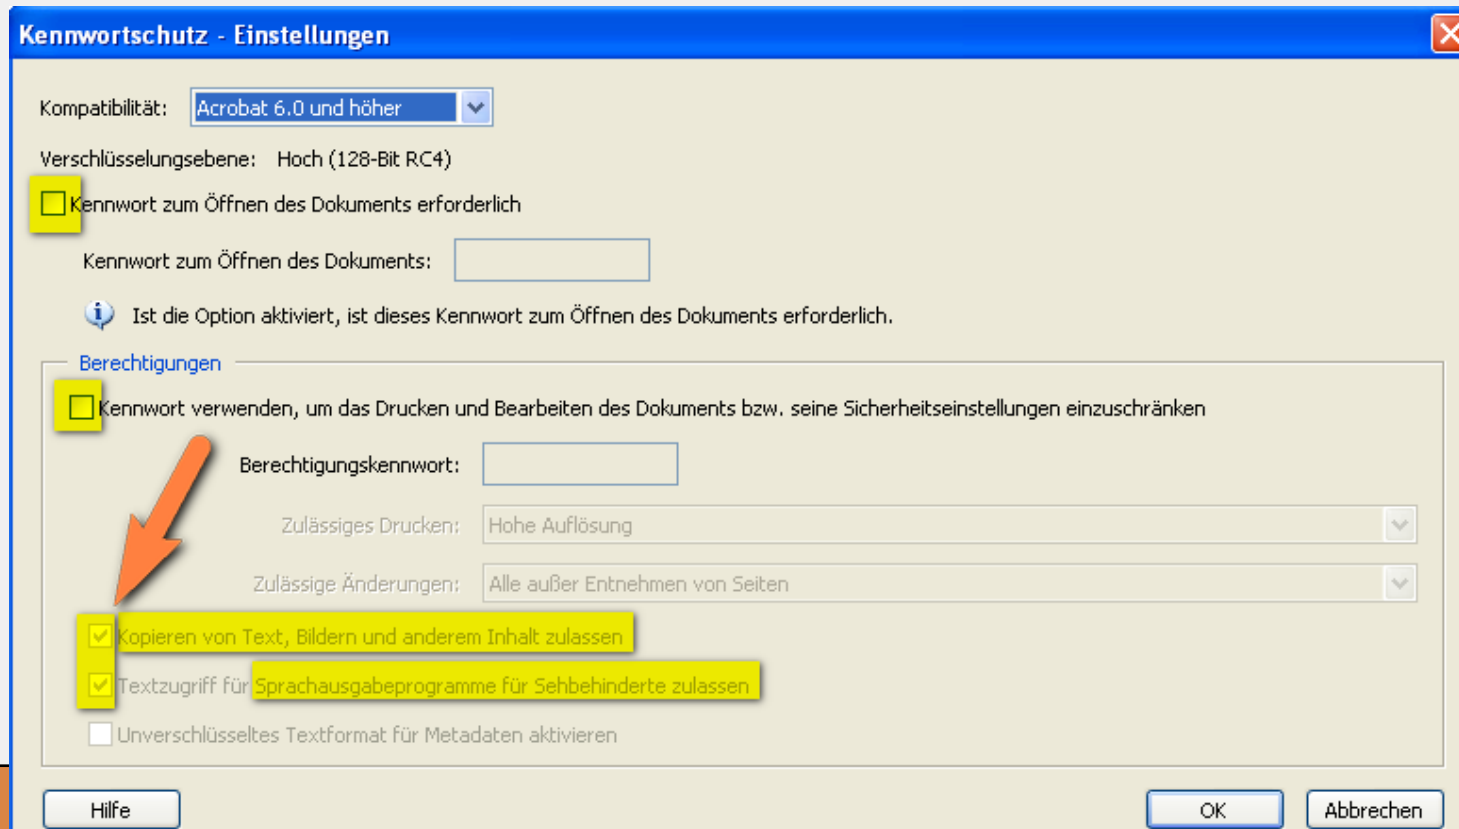 Kennwortschutz - Einstellungen
Kompatibilität: Acrobat 6.0 und höher
Verschlüsselungsebene: Hoch (128-Bit RC4)
Kennwort zum Öffnen des Dokuments erforderlich
Kennwort zum Öffnen des Dokuments:
Ist die Option aktiviert, ist dieses Kennwort zum Öffnen des Dokuments erforderlich.
Berechtigungen
Kennwort verwenden, um das Drucken und Bearbeiten des Dokuments bzw. seine Sicherheitseinstellungen einzuschränken
Berechtigungskennwort:
Zulässiges Drucken: Hohe Auflösung
Zulässige Änderungen: Alle außer Entnehmen von Seiten
Kopieren von Text, Bildern und anderem Inhalt zulassen
Textzugriff für Sprachausgabeprogramme für Sehbehinderte zulassen
Unverschlüsseltes Textformat für Metadaten aktivieren
Hilfe OK Abbrechen